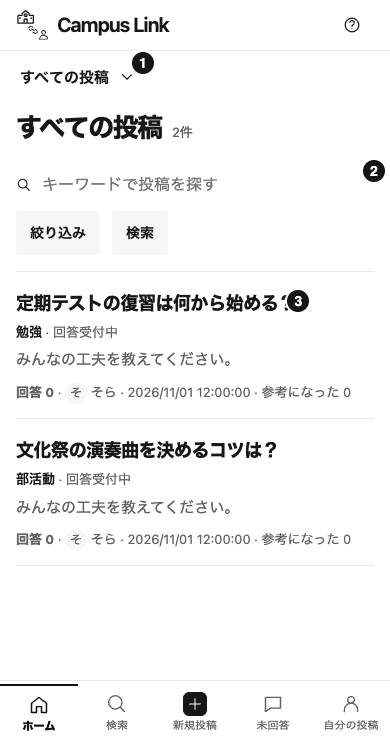 Campus Link
すべての投稿
1
すべての投稿 2件
2
キーワードで投稿を探す
絞り込み 検索
定期テストの復習は何から始める？
3
勉強 · 回答受付中
みんなの工夫を教えてください。
回答 0 · そ そら · 2026/11/01 12:00:00 · 参考になった 0
文化祭の演奏曲を決めるコツは？
部活動 · 回答受付中
みんなの工夫を教えてください。
回答 0 · そ そら · 2026/11/01 12:00:00 · 参考になった 0
ホーム 検索 新規投稿 未回答 自分の投稿